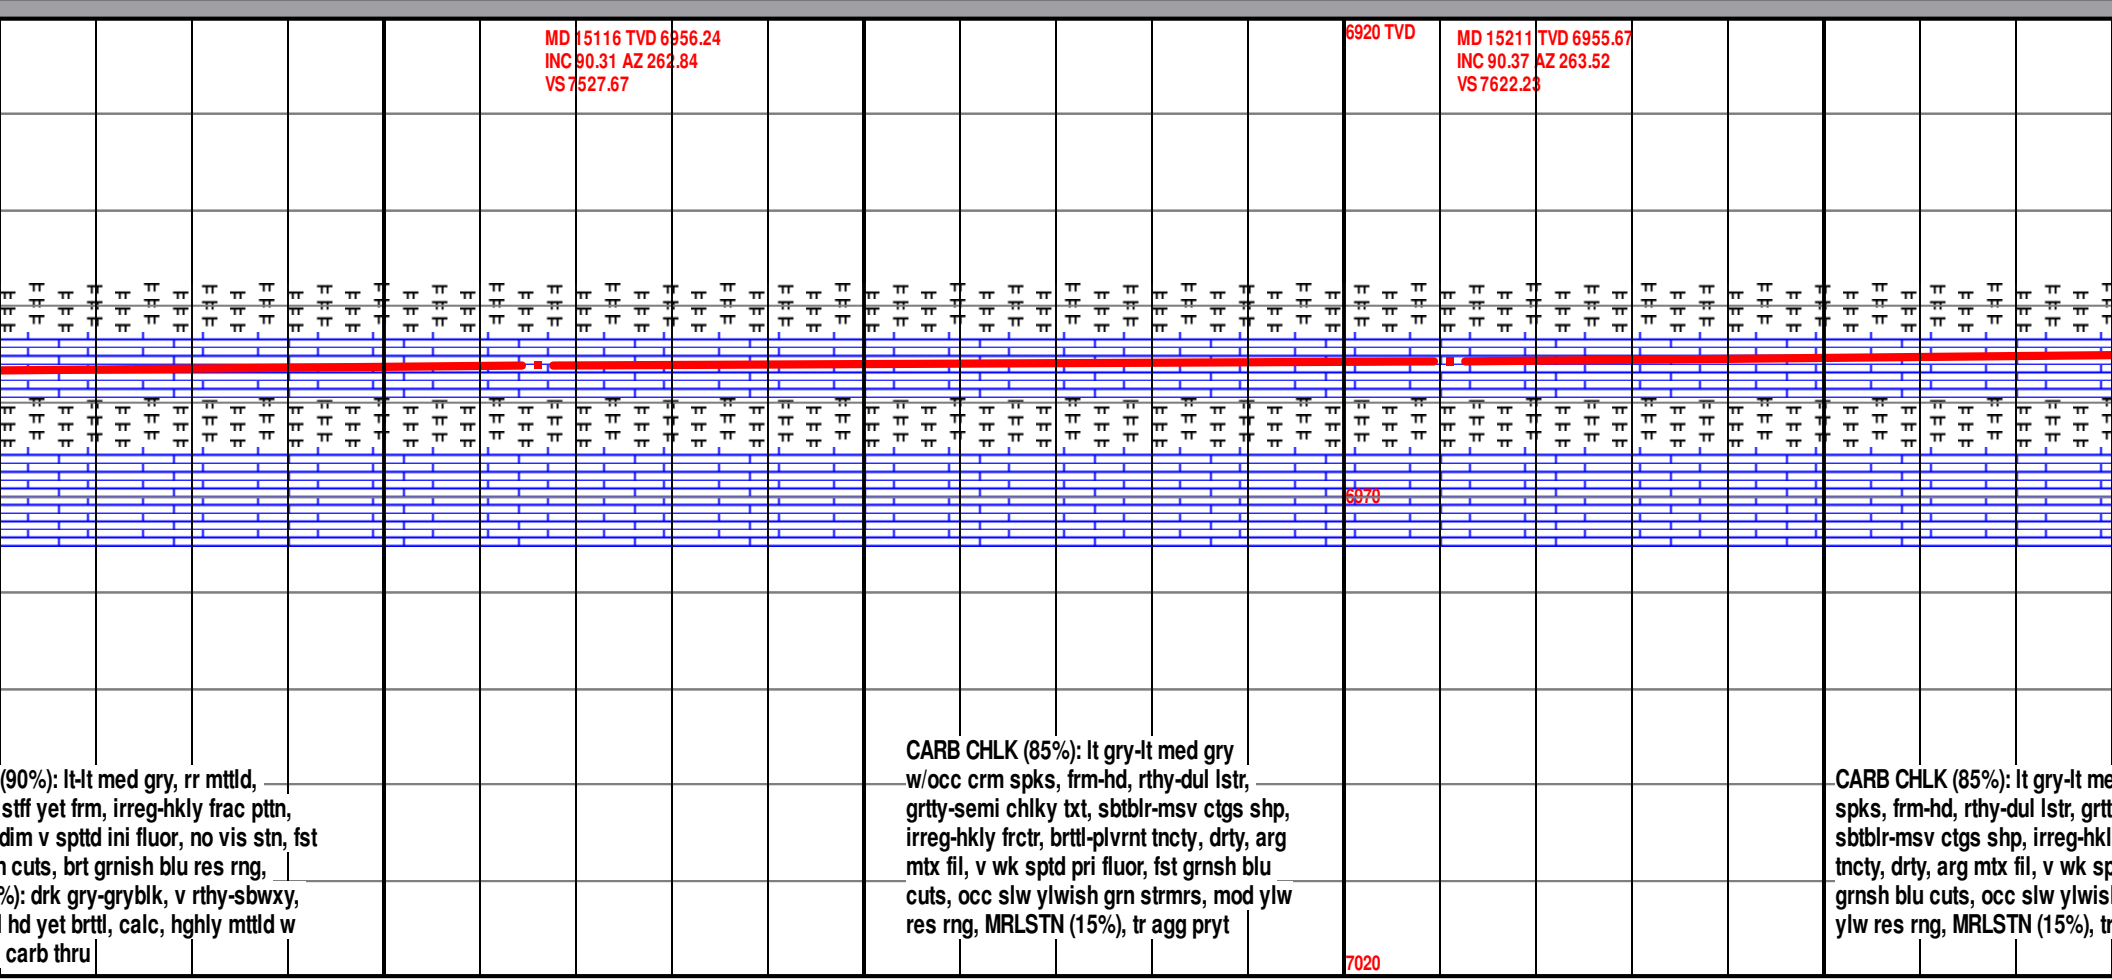 MD 15116 TVD 6956.24
INC 90.31 AZ 262.84
VS 7527.67
6920 TVD
MD 15211 TVD 6955.67
INC 90.37 AZ 263.52
VS 7622.23
6970
7020
(90%): lt-lt med gry, rr mttld,
stff yet frm, irreg-hkly frac pttn,
dim v spttd ini fluor, no vis stn, fst
cuts, brt grnish blu res rng,
%): drk gry-gryblk, v rthy-sbwxy,
hd yet brttl, calc, hghly mttld w
carb thru
CARB CHLK (85%): lt gry-lt med gry
w/occ crm spks, frm-hd, rthy-dul lstr,
grtty-semi chlky txt, sbtblr-msv ctgs shp,
irreg-hkly frctr, brttl-plvrnt tncty, drty, arg
mtx fil, v wk sptd pri fluor, fst grnsh blu
cuts, occ slw ylwish grn strmrs, mod ylw
res rng, MRLSTN (15%), tr agg pryt
CARB CHLK (85%): lt gry-lt me
spks, frm-hd, rthy-dul lstr, grtt
sbtblr-msv ctgs shp, irreg-hkl
tncty, drty, arg mtx fil, v wk sp
grnsh blu cuts, occ slw ylwis
ylw res rng, MRLSTN (15%), tr